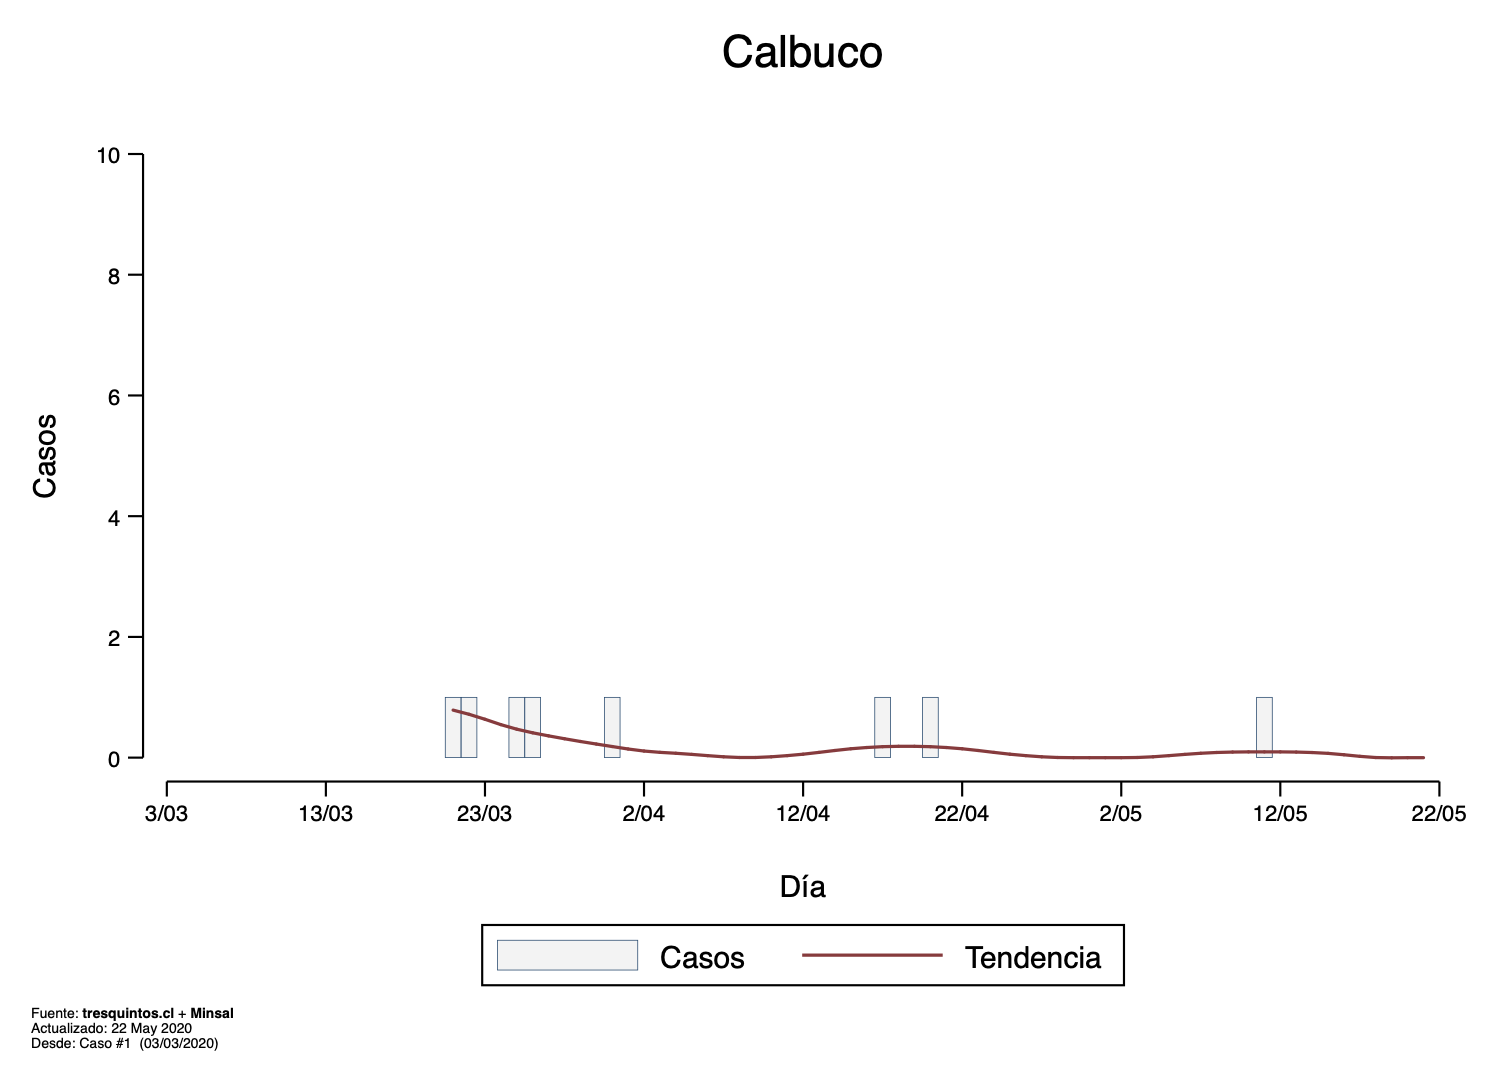 Calbuco
Casos
10
8
6
4
2
0
3/03 13/03 23/03 2/04 12/04 22/04 2/05 12/05 22/05
Día
Casos Tendencia
Fuente: tresquintos.cl + Minsal
Actualizado: 22 May 2020
Desde: Caso #1 (03/03/2020)